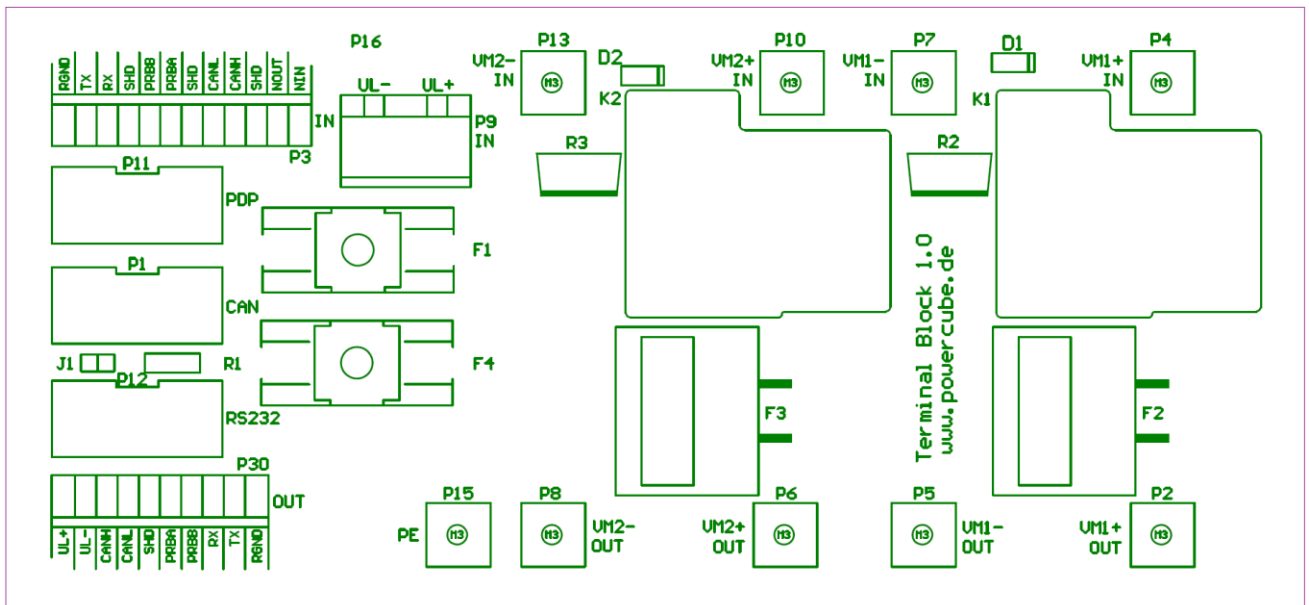 P16
P13
P10
P7
D1
P4
VM2-
IN
D2
VM2+
IN
VM1-
IN
VM1+
IN
RGND
TX
RX
SHD
PRBB
PRBA
SHD
CANL
CANH
SHD
NOUT
NIN
UL-
UL+
K2
K1
IN
P9
IN
P3
R3
R2
P11
PDP
F1
P1
CAN
Terminal Block 1.0
www.powercube.de
J1
R1
F4
P12
RS232
F3
F2
P30
OUT
P15
P8
P6
P5
P2
PE
VM2-
OUT
VM2+
OUT
VM1-
OUT
VM1+
OUT
UL+
UL-
CANH
CANL
SHD
PRBA
PRBB
RX
TX
RGND
M3
M3
M3
M3
M3
M3
M3
M3
M3